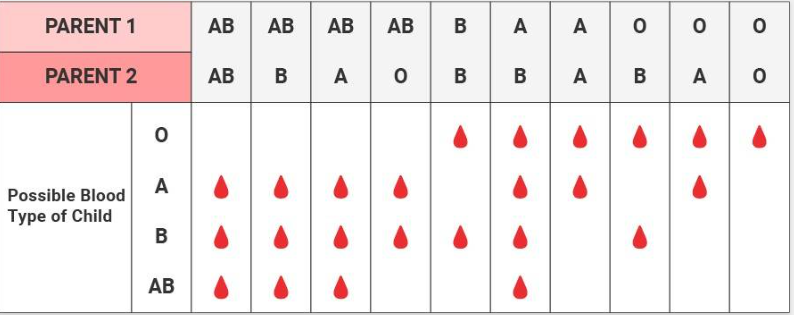 PARENT 1 AB AB AB AB B A A O O O
PARENT 2 AB B A O B B A B A O
Possible Blood
Type of Child
O
A
B
AB